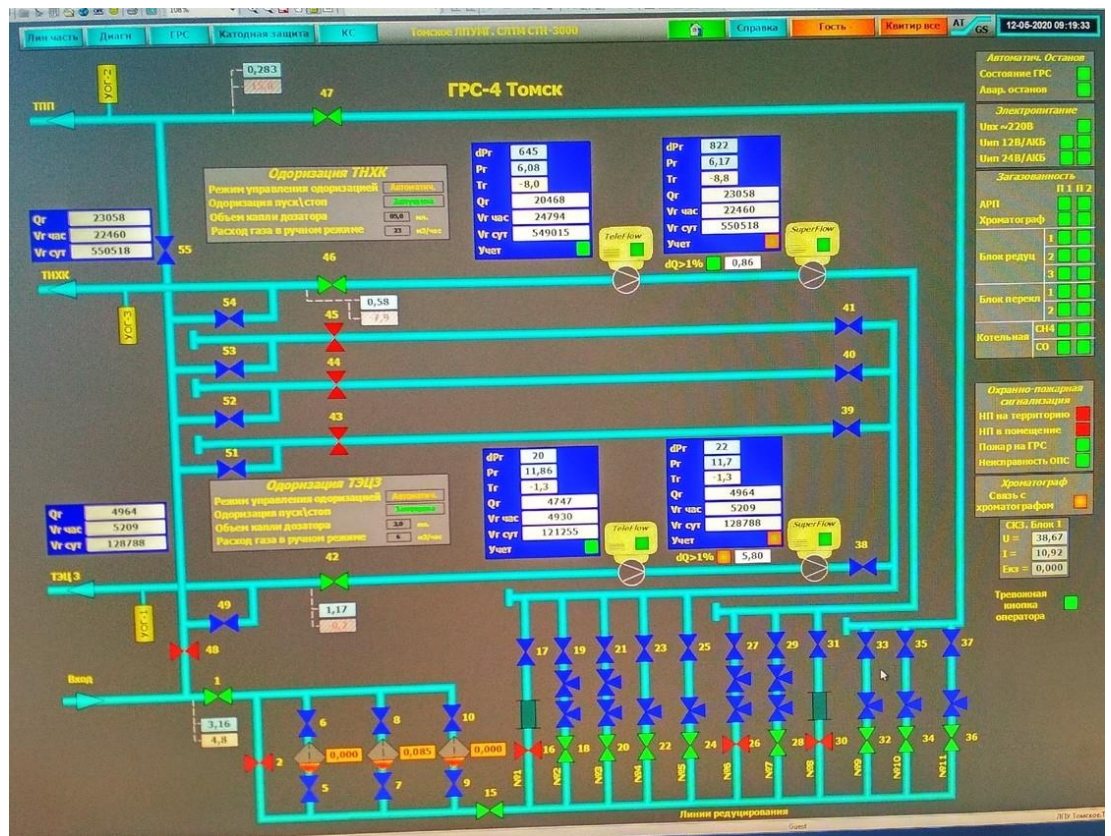 108%
Лин часть Диагн ГРС Катодная защита КС Томское ЛПУМГ. СЛТМ СТН-3000 Справка Гость Квитир все АТ GS 12-05-2020 09:19:33
ГРС-4 Томск
УОГ-2
0,283
47
ТПП
Одоризация ТНХК
Режим управления одоризацией Автоматич.
Одоризация пуск\стоп Запущена
Объем капли дозатора 85,0 мл.
Расход газа в ручном режиме 23 м3/час
dPr 645
Pr 6,08
Tr -8,0
Qr 20468
Vr час 24794
Vr сут 549015
Учет
TeleFlow
dPr 822
Pr 6,17
Tr -8,8
Qr 23058
Vr час 22460
Vr сут 550518
Учет
SuperFlow
dQ>1% 0,86
Qr 23058
Vr час 22460
Vr сут 550518
55
46
ТНХК
УОГ-3
0,58
54
45
41
53
44
40
52
43
39
51
Одоризация ТЭЦ3
Режим управления одоризацией Автоматич.
Одоризация пуск\стоп Запущена
Объем капли дозатора 3,0 мл.
Расход газа в ручном режиме 6 м3/час
dPr 20
Pr 11,86
Tr -1,3
Qr 4747
Vr час 4930
Vr сут 121255
Учет
TeleFlow
dPr 22
Pr 11,7
Tr -1,3
Qr 4964
Vr час 5209
Vr сут 128788
Учет
SuperFlow
dQ>1% 5,80
Qr 4964
Vr час 5209
Vr сут 128788
42
38
ТЭЦ 3
УОГ-1
49
1,17
48
Вход
1
3,16
4,8
2
6 8 10
0,000 0,085 0,000
5 7 9
15
17 19 21 23 25 27 29 31 33 35 37
16 18 20 22 24 26 28 30 32 34 36
№1 №2 №3 №4 №5 №6 №7 №8 №9 №10 №11
Линии редуцирования
Guest
Автоматич. Останов
Состояние ГРС
Авар. останов
Электропитание
Uвх ~220В
Uип 12В/АКБ
Uип 24В/АКБ
Загазованность
П 1 П 2
АРП
Хроматограф
Блок редуц 1 2 3
Блок перекл 1 2
Котельная CH4 CO
Охранно-пожарная
сигнализация
НП на территорию
НП в помещение
Пожар на ГРС
Неисправность ОПС
Хроматограф
Связь с
хроматографом
СКЗ. Блок 1
U = 38,67
I = 10,92
Eкз = 0,000
Тревожная
кнопка
оператора